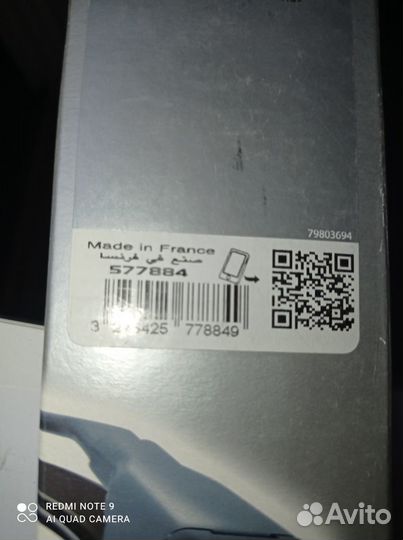 79803694
Made in France
صنع في فرنسا
577884
778849
REDMI NOTE 9
AI QUAD CAMERA
Avito